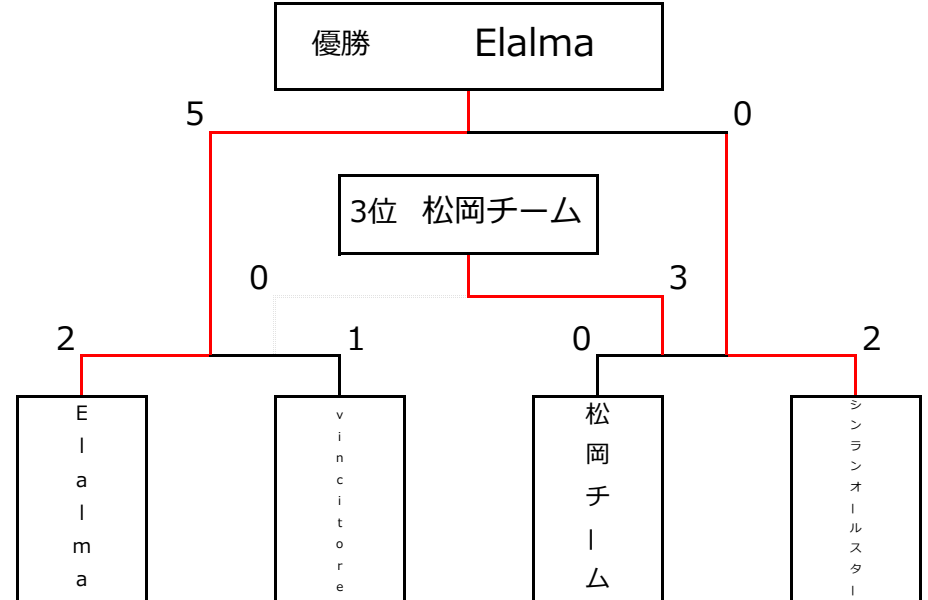 優勝 Elalma
5 0
3位 松岡チーム
0 3
2 1 0 2
Elalma
vincitore
松岡チーム
シンランオールスター